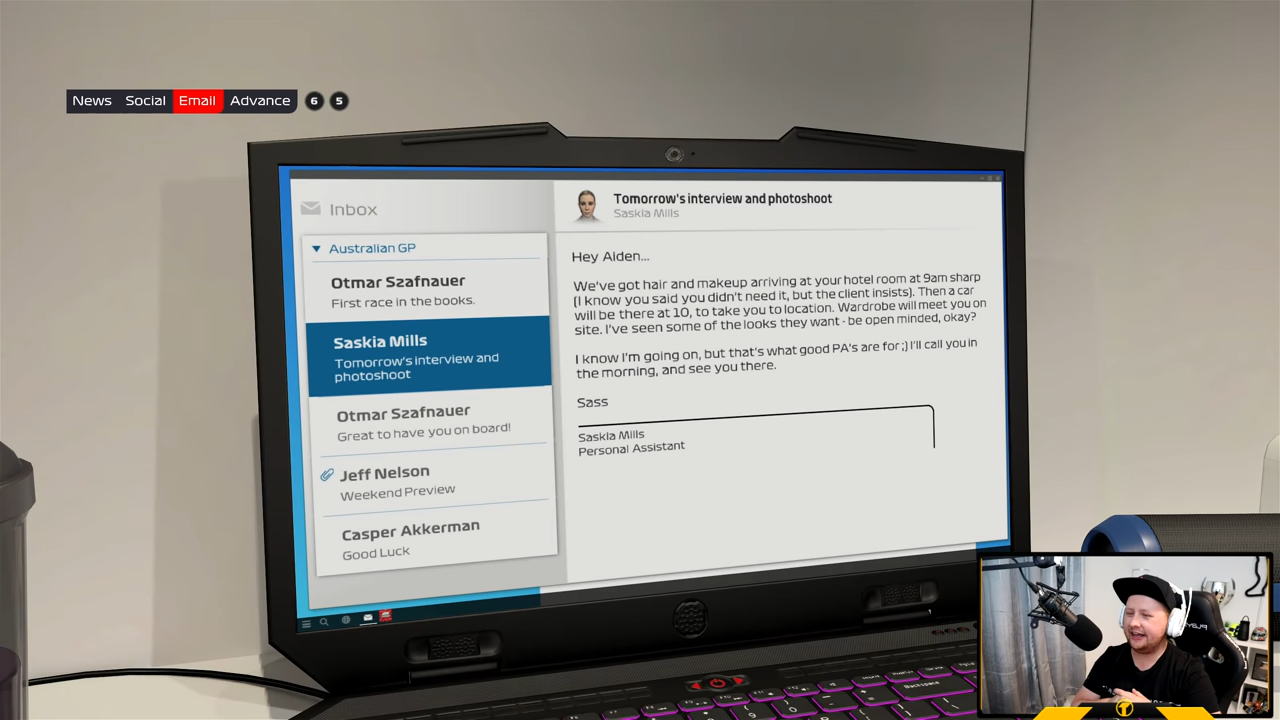 News Social Email Advance 6 5
Inbox
Australian GP
Otmar Szafnauer
First race in the books.
Saskia Mills
Tomorrow's interview and
photoshoot
Otmar Szafnauer
Great to have you on board!
Jeff Nelson
Weekend Preview
Casper Akkerman
Good Luck
Tomorrow's interview and photoshoot
Saskia Mills
Hey Aiden...
We've got hair and makeup arriving at your hotel room at 9am sharp
(I know you said you didn't need it, but the client insists). Then a car
will be there at 10, to take you to location. Wardrobe will meet you on
site. I've seen some of the looks they want - be open minded, okay?
I know I'm going on, but that's what good PA's are for ;) I'll call you in
the morning, and see you there.
Sass
Saskia Mills
Personal Assistant
Backspace